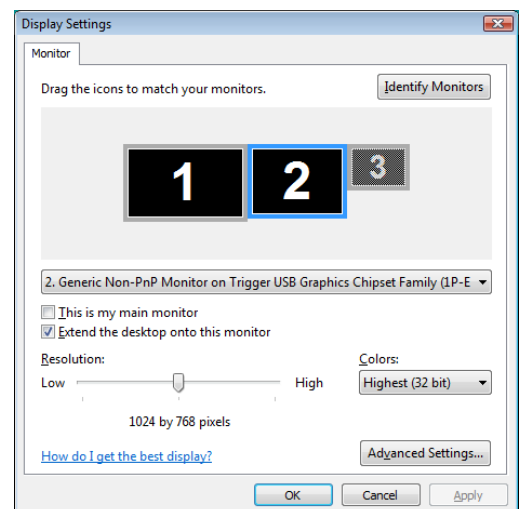 Display Settings
Monitor
Drag the icons to match your monitors.
Identify Monitors
1 2 3
2. Generic Non-PnP Monitor on Trigger USB Graphics Chipset Family (1P-E
This is my main monitor
Extend the desktop onto this monitor
Resolution:
Colors:
Low High
Highest (32 bit)
1024 by 768 pixels
How do I get the best display?
Advanced Settings...
OK Cancel Apply